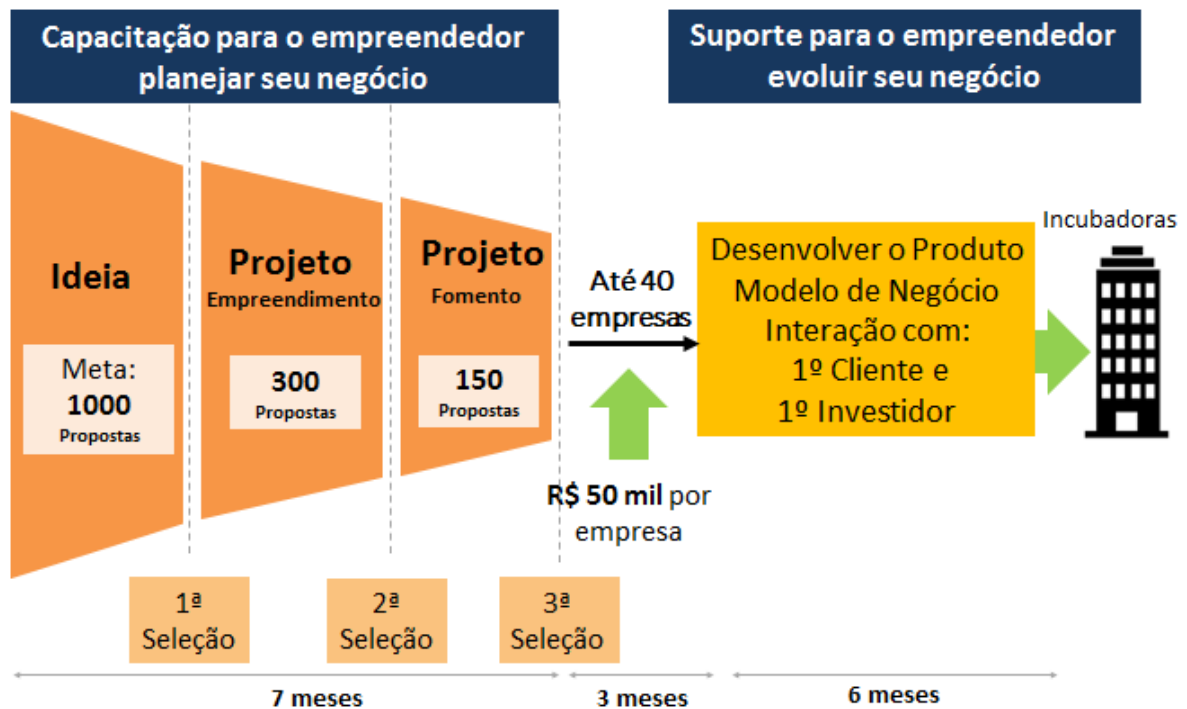 Capacitação para o empreendedor
planejar seu negócio
Suporte para o empreendedor
evoluir seu negócio
Ideia
Meta:
1000
Propostas
Projeto
Empreendimento
300
Propostas
Projeto
Fomento
150
Propostas
Até 40
empresas
R$ 50 mil por
empresa
Desenvolver o Produto
Modelo de Negócio
Interação com:
1º Cliente e
1º Investidor
Incubadoras
1ª
Seleção
2ª
Seleção
3ª
Seleção
7 meses
3 meses
6 meses